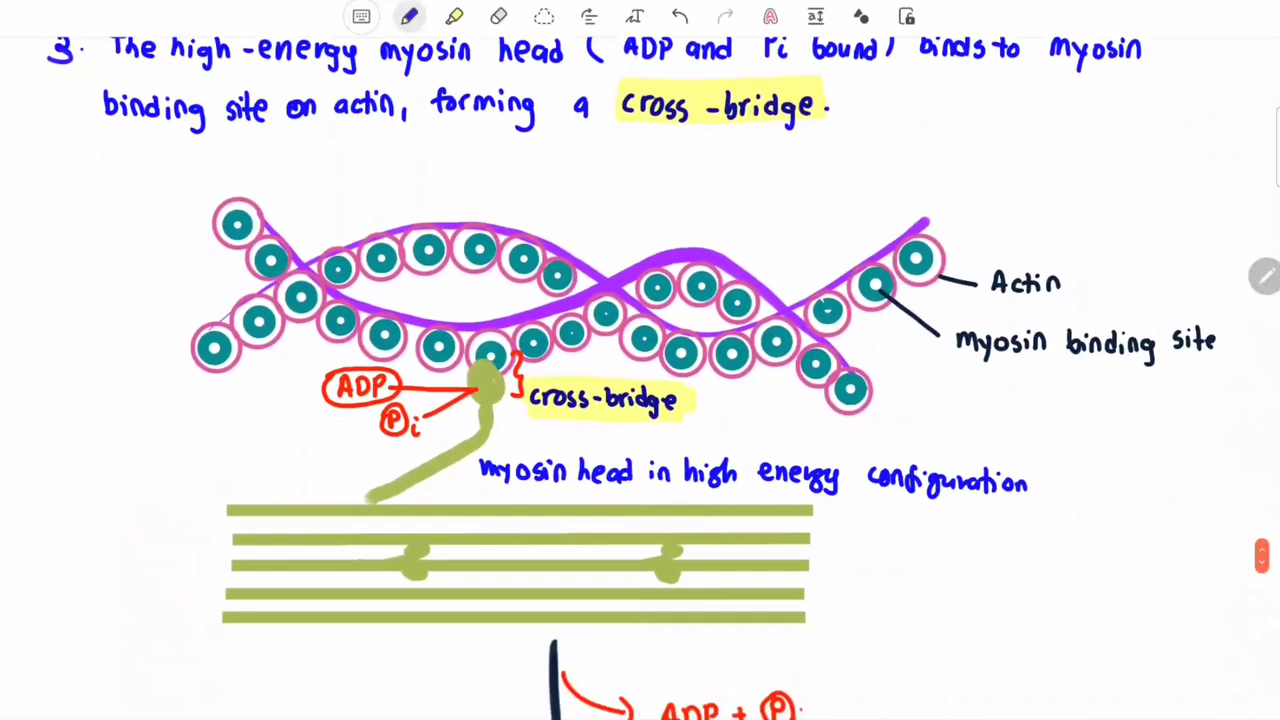 3. The high-energy myosin head (ADP and Pi bound) binds to myosin
binding site on actin, forming a cross-bridge.
Actin
myosin binding site
ADP
Pi
cross-bridge
myosin head in high energy configuration
ADP + P